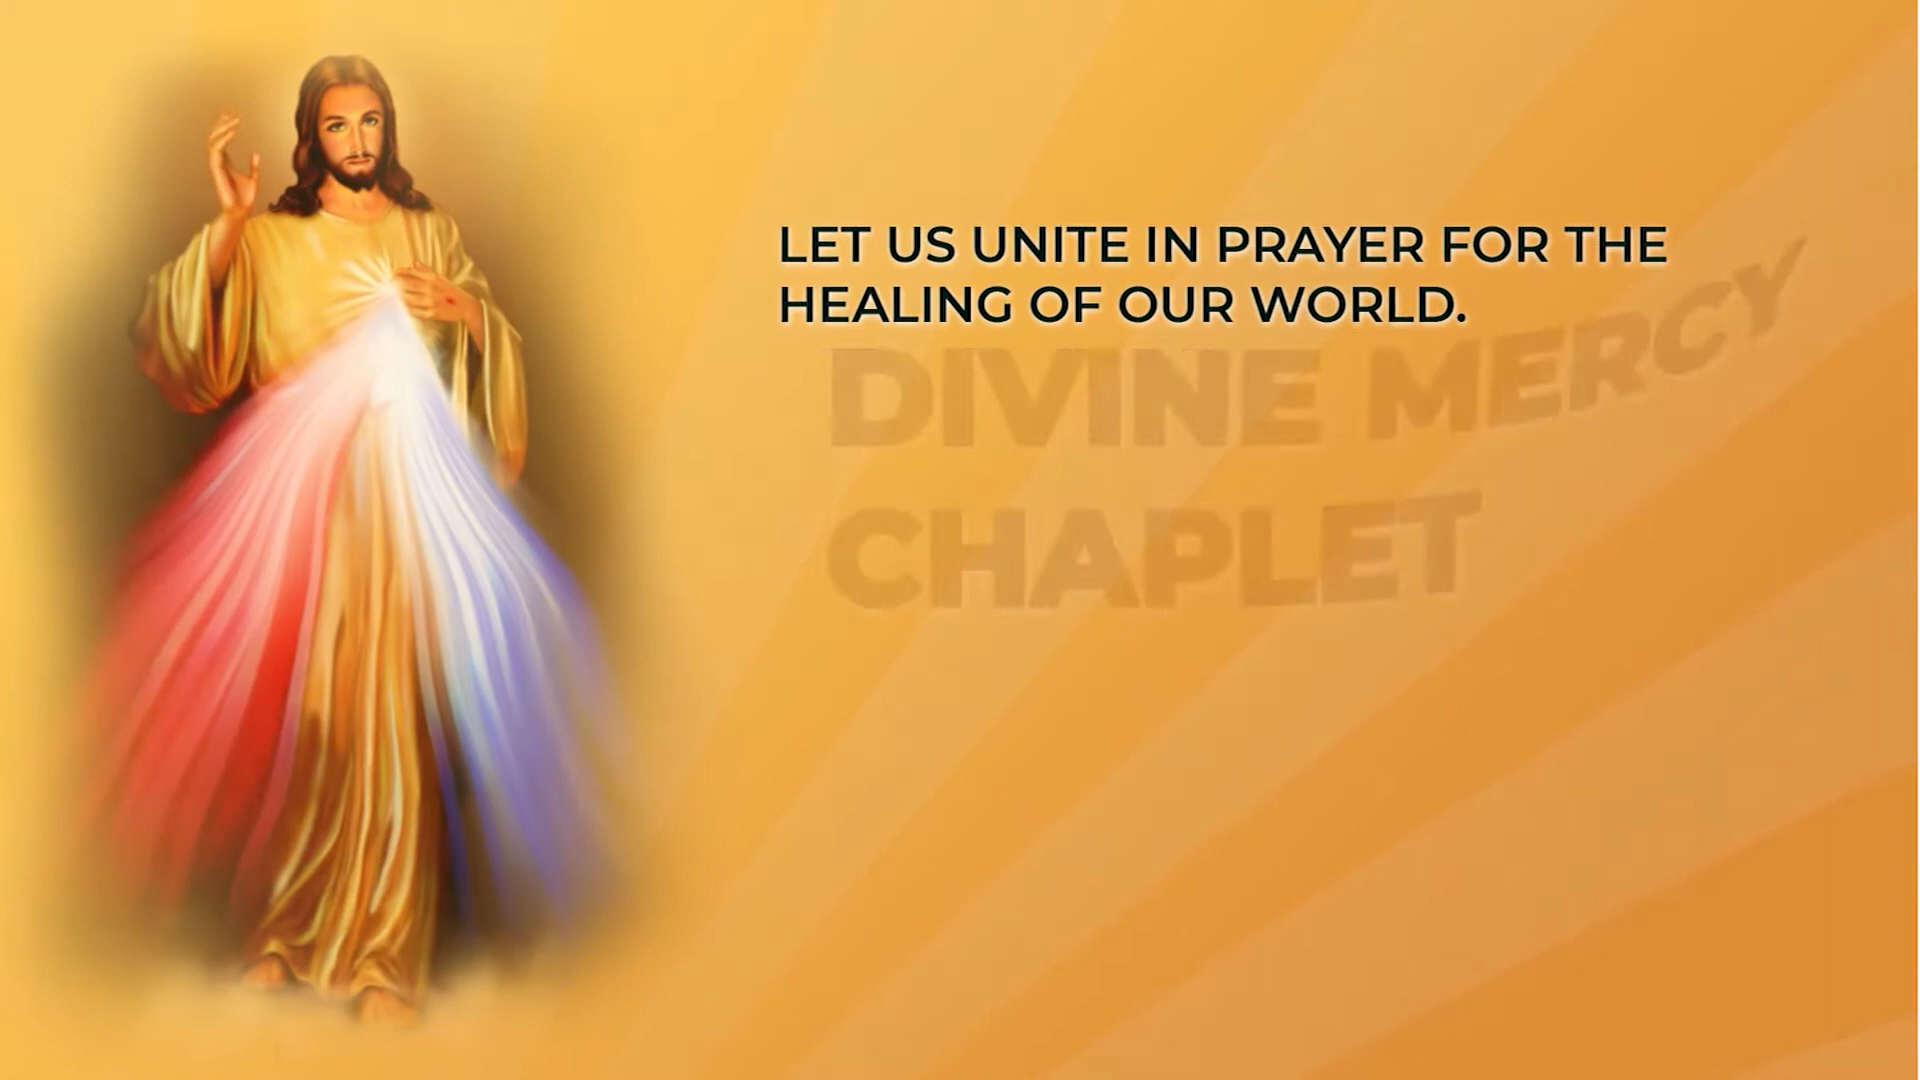 LET US UNITE IN PRAYER FOR THE
HEALING OF OUR WORLD.
DIVINE MERCY
CHAPLET